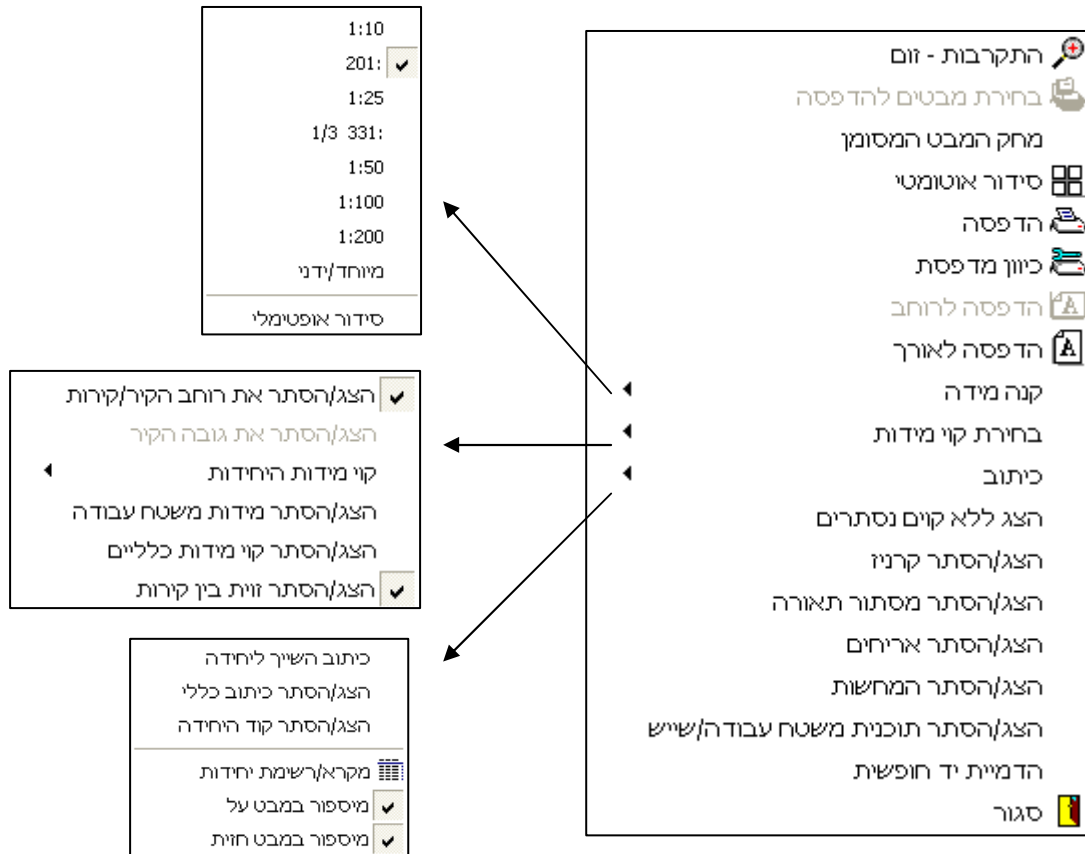 התקרבות - זום
בחירת מבטים להדפסה
מחק המבט המסומן
סידור אוטומטי
הדפסה
כיוון מדפסת
הדפסה לרוחב
הדפסה לאורך
קנה מידה
בחירת קוי מידות
כיתוב
הצג ללא קוים נסתרים
הצג/הסתר קרניז
הצג/הסתר מסתור תאורה
הצג/הסתר אריחים
הצג/הסתר המחשות
הצג/הסתר תוכנית משטח עבודה/שייש
הדמיית יד חופשית
סגור
1:10
201:
1:25
1/3 331:
1:50
1:100
1:200
מיוחד/ידני
סידור אופטימלי
הצג/הסתר את רוחב הקיר/קירות
הצג/הסתר את גובה הקיר
קוי מידות היחידות
הצג/הסתר מידות משטח עבודה
הצג/הסתר קוי מידות כלליים
הצג/הסתר זוית בין קירות
כיתוב השייך ליחידה
הצג/הסתר כיתוב כללי
הצג/הסתר קוד היחידה
מקרא/רשימת יחידות
מיספור במבט על
מיספור במבט חזית